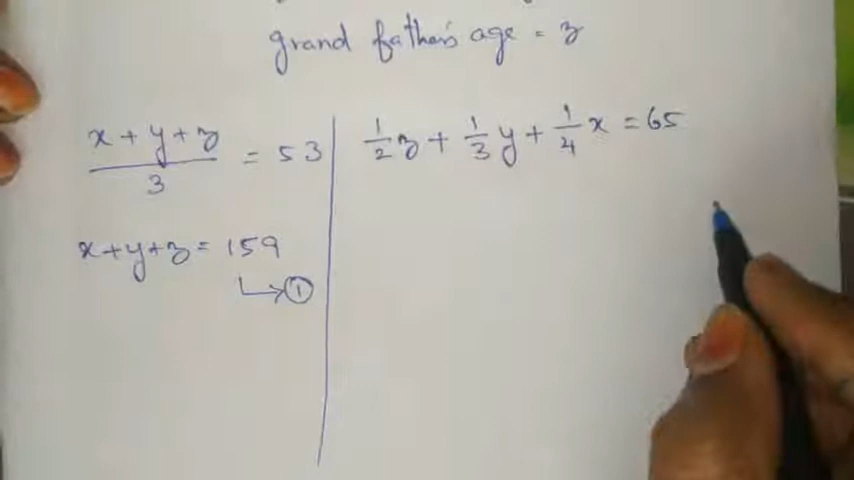 grand father's age = z
x + y + z / 3 = 53
x + y + z = 159
↳ ①
1/2 z + 1/3 y + 1/4 x = 65